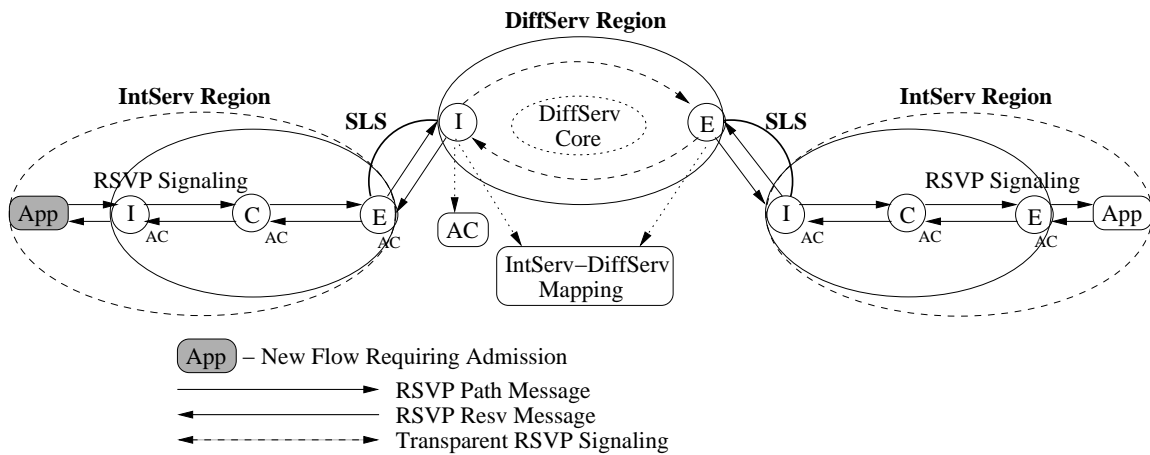 DiffServ Region
IntServ Region
IntServ Region
SLS
SLS
I
DiffServ
Core
E
RSVP Signaling
RSVP Signaling
App
I
C
E
I
C
E
App
AC
AC
AC
AC
AC
AC
AC
IntServ–DiffServ
Mapping
App – New Flow Requiring Admission
RSVP Path Message
RSVP Resv Message
Transparent RSVP Signaling